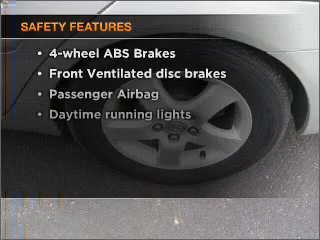 SAFETY FEATURES
• 4-wheel ABS Brakes
• Front Ventilated disc brakes
• Passenger Airbag
• Daytime running lights